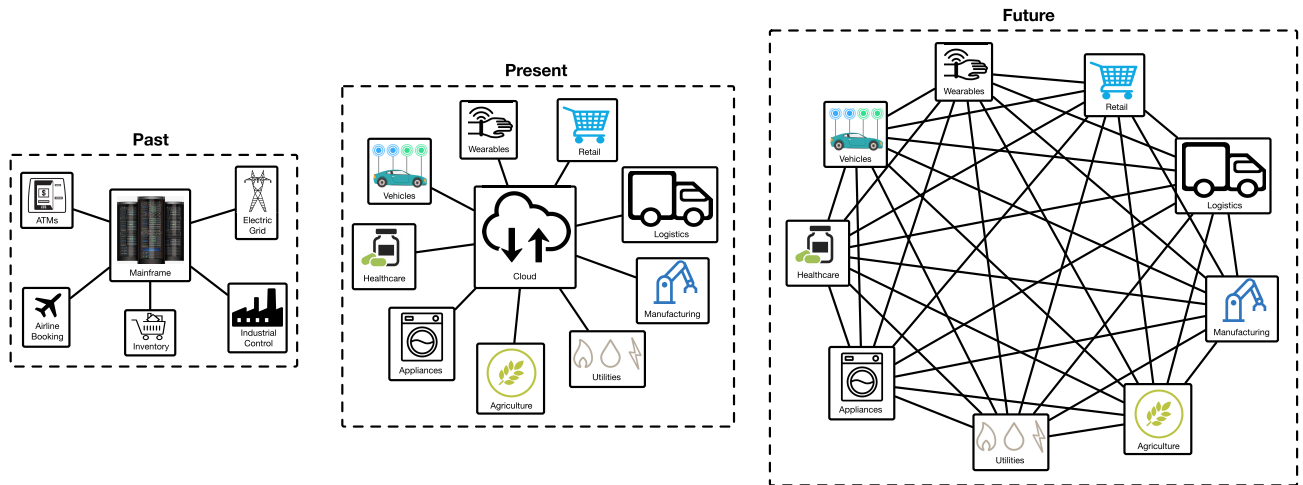 Past
ATMs
Mainframe
Electric
Grid
Airline
Booking
Inventory
Industrial
Control
Present
Wearables
Retail
Vehicles
Logistics
Healthcare
Cloud
Manufacturing
Appliances
Utilities
Agriculture
Future
Wearables
Retail
Vehicles
Logistics
Healthcare
Manufacturing
Appliances
Agriculture
Utilities